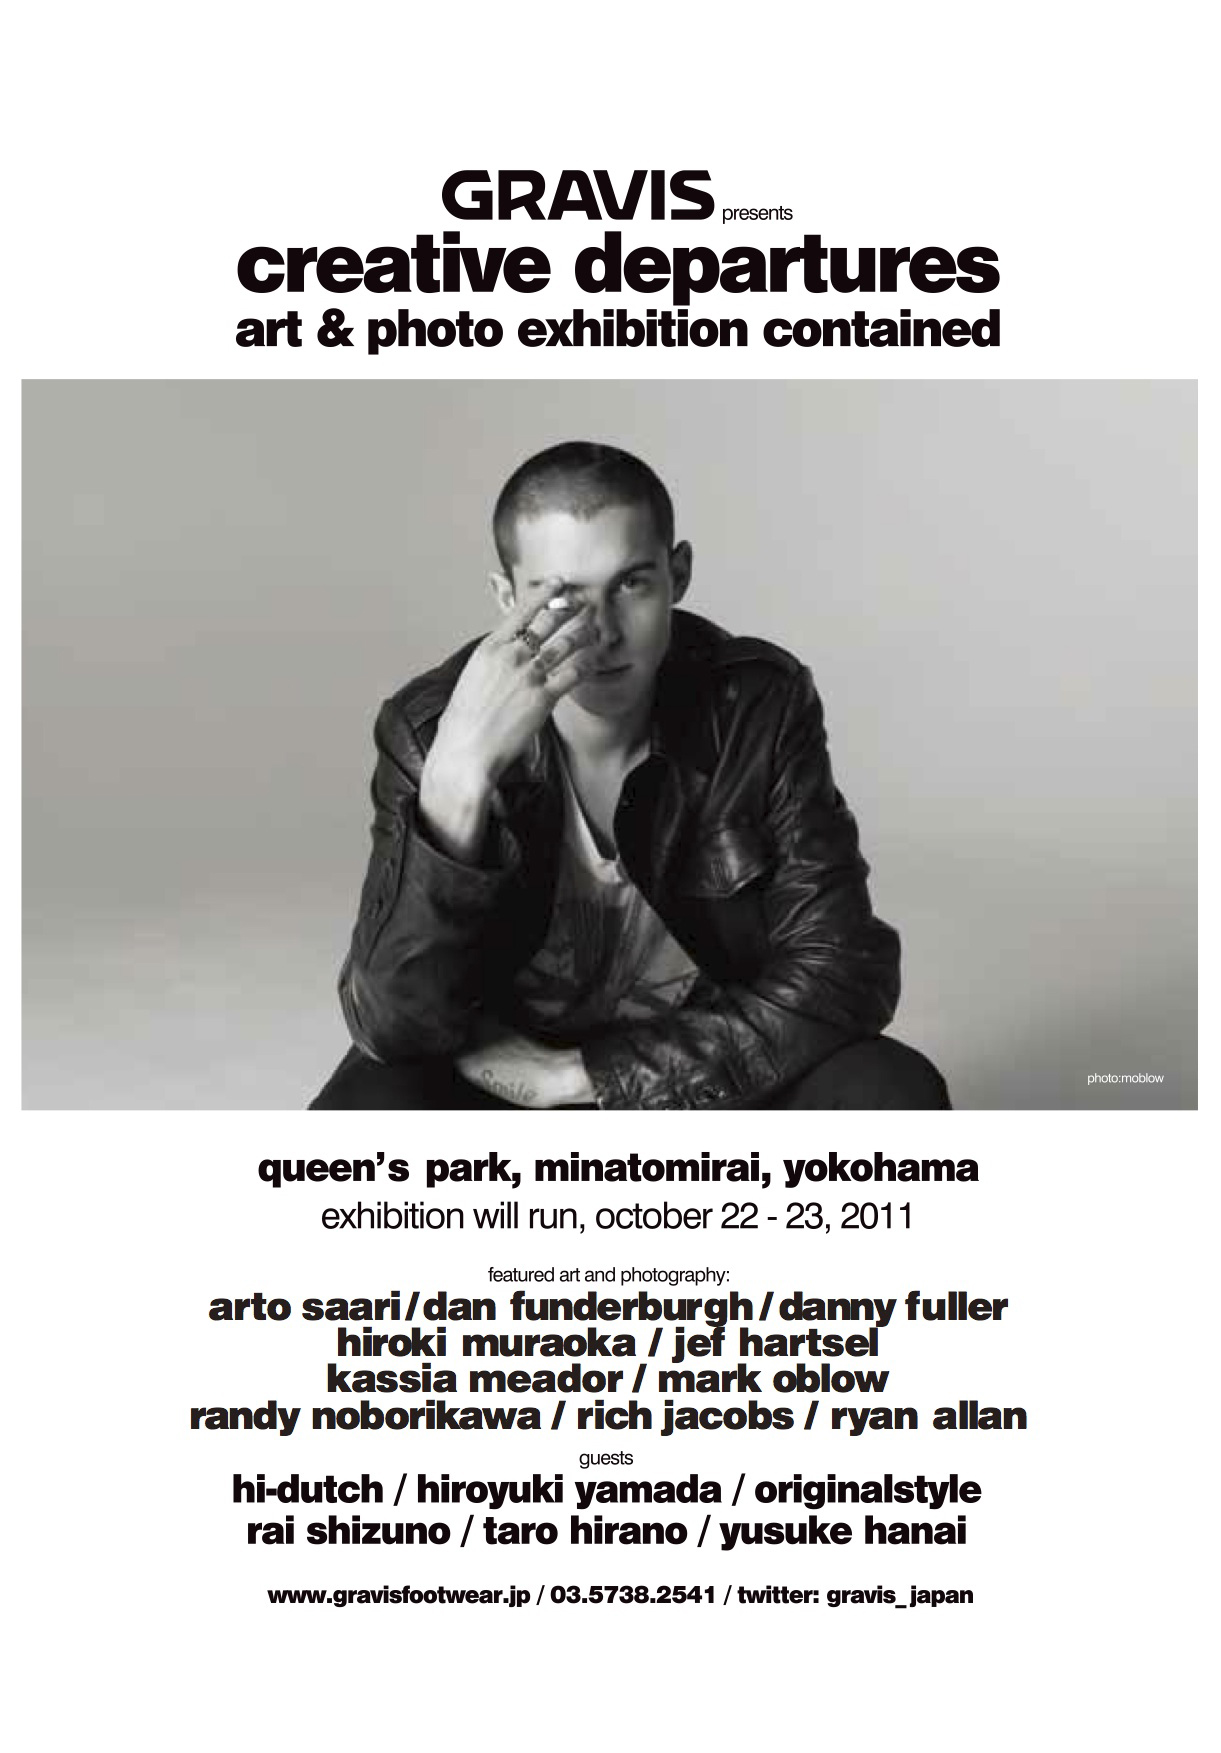 GRAVIS presents
creative departures
art & photo exhibition contained
photo:moblow
Smile
queen's park, minatomirai, yokohama
exhibition will run, october 22 - 23, 2011
featured art and photography:
arto saari / dan funderburgh / danny fuller
hiroki muraoka / jef hartsel
kassia meador / mark oblow
randy noborikawa / rich jacobs / ryan allan
guests
hi-dutch / hiroyuki yamada / originalstyle
rai shizuno / taro hirano / yusuke hanai
www.gravisfootwear.jp / 03.5738.2541 / twitter: gravis_japan